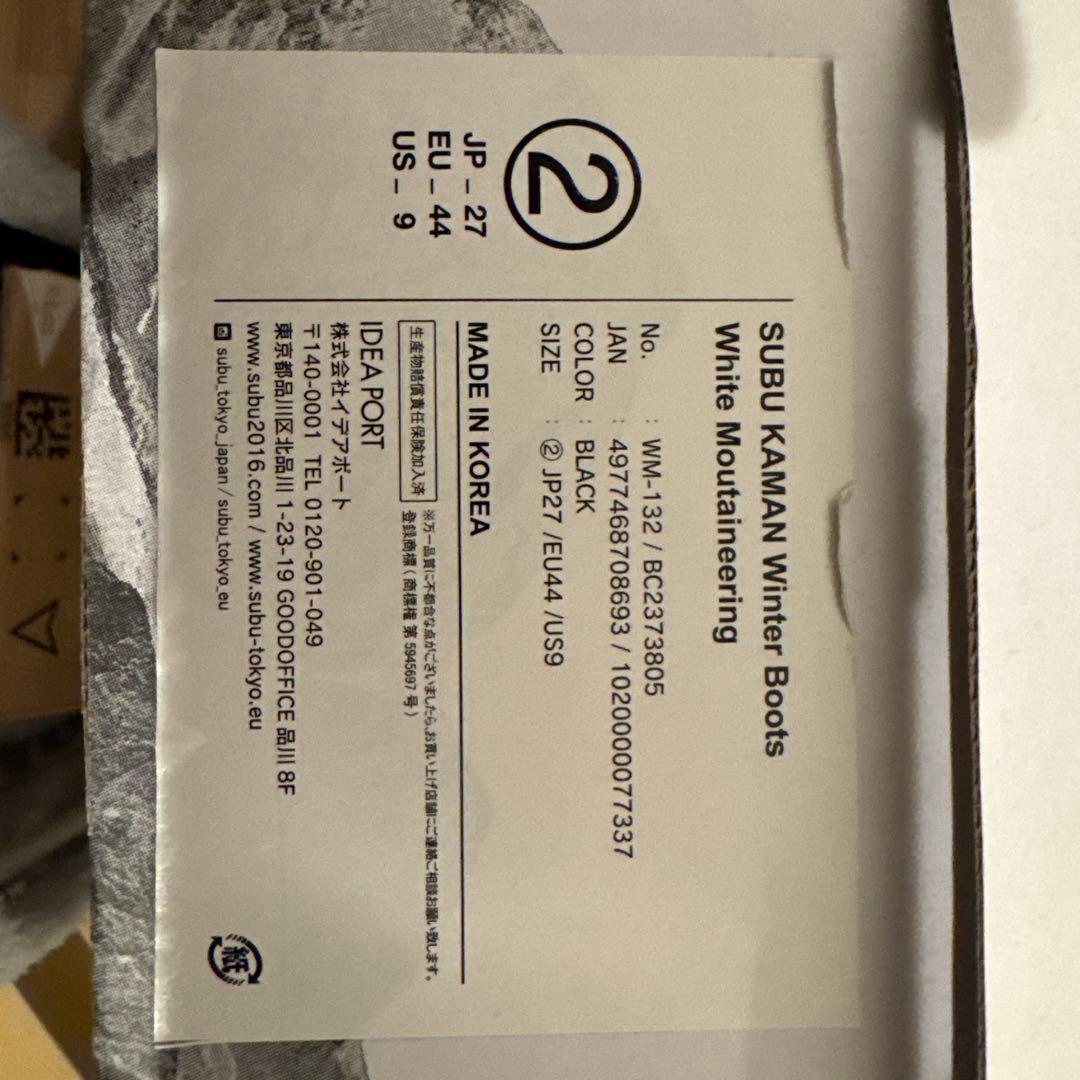 ②
JP – 27
EU – 44
US – 9
SUBU KAMAN Winter Boots
White Moutaineering
No. : WM-132 / BC2373805
JAN : 4977468708693 / 1020000077337
COLOR : BLACK
SIZE : ② JP27 /EU44 /US9
MADE IN KOREA
生産物賠償責任保険加入済
※万一品質に不都合な点がございましたら、お買い上げ店舗にご連絡ご相談お願い致します。
登録商標 ( 商標権 第 5945697 号 )
IDEA PORT
株式会社イデアポート
〒140-0001 TEL 0120-901-049
東京都品川区北品川 1-23-19 GOODOFFICE 品川 8F
www.subu2016.com / www.subu-tokyo.eu
subu_tokyo_japan / subu_tokyo_eu
紙